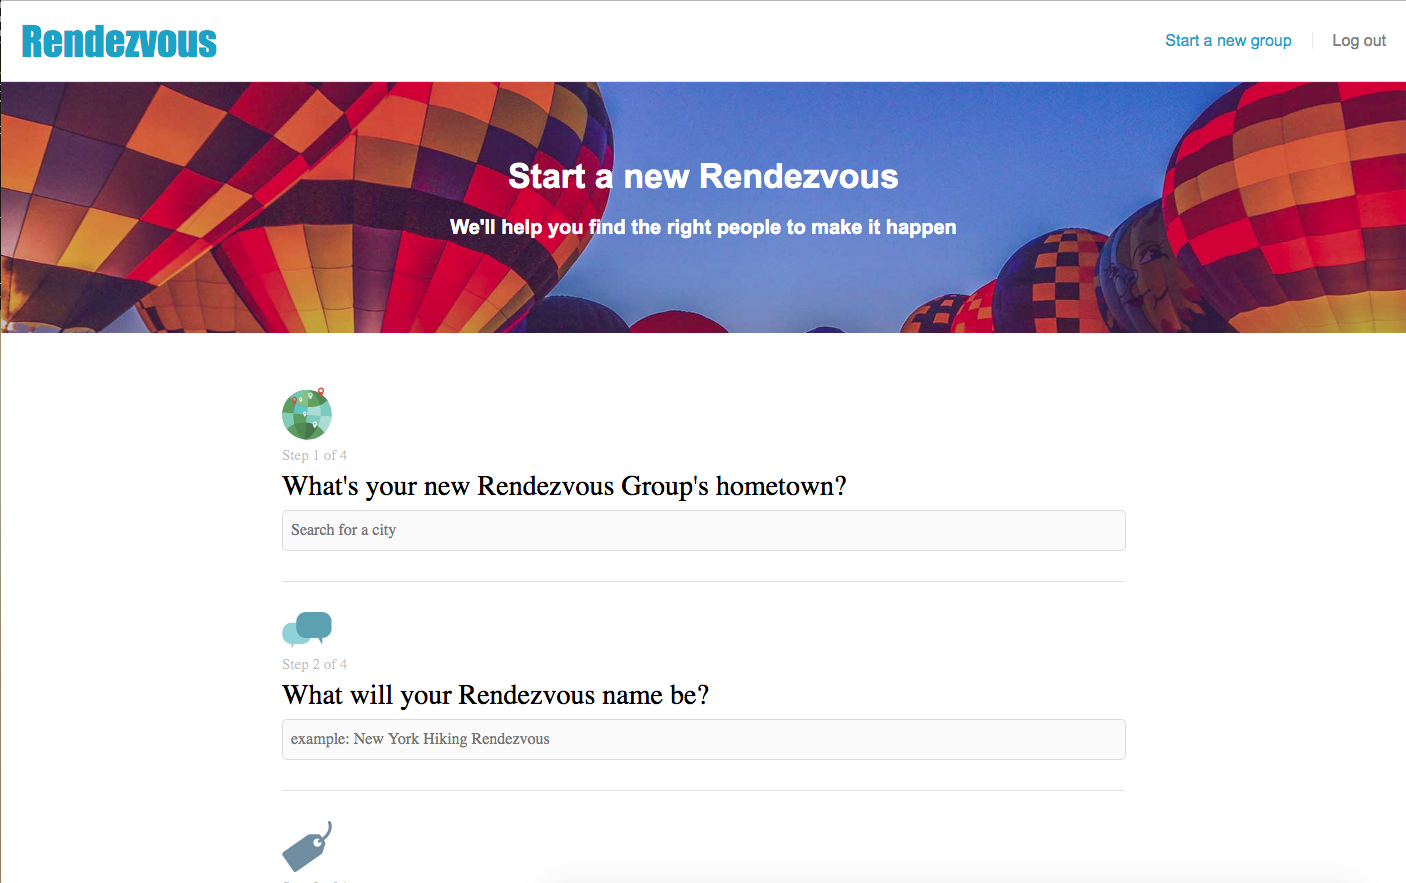 Rendezvous
Start a new group
Log out
Start a new Rendezvous
We'll help you find the right people to make it happen
Step 1 of 4
What's your new Rendezvous Group's hometown?
Search for a city
Step 2 of 4
What will your Rendezvous name be?
example: New York Hiking Rendezvous